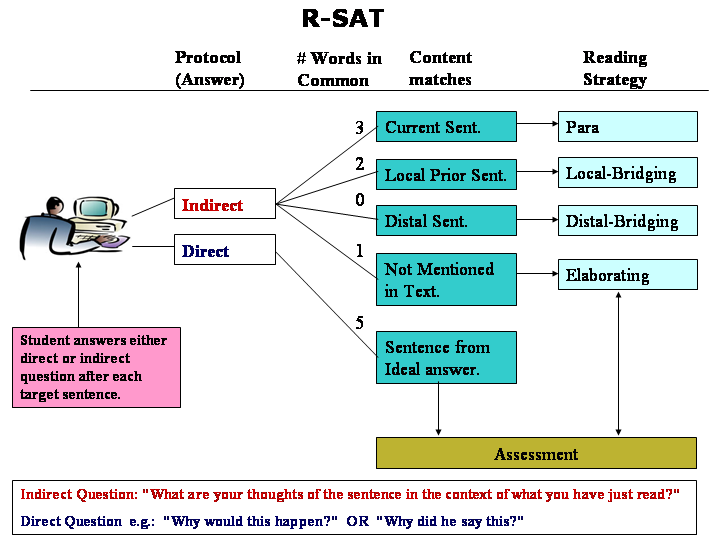 R-SAT
Protocol
(Answer)
# Words in
Common
Content
matches
Reading
Strategy
3
Current Sent.
Para
2
Local Prior Sent.
Local-Bridging
0
Indirect
Distal Sent.
Distal-Bridging
Direct
1
Not Mentioned
in Text.
Elaborating
5
Student answers either
direct or indirect
question after each
target sentence.
Sentence from
Ideal answer.
Assessment
Indirect Question: "What are your thoughts of the sentence in the context of what you have just read?"
Direct Question e.g.: "Why would this happen?" OR "Why did he say this?"